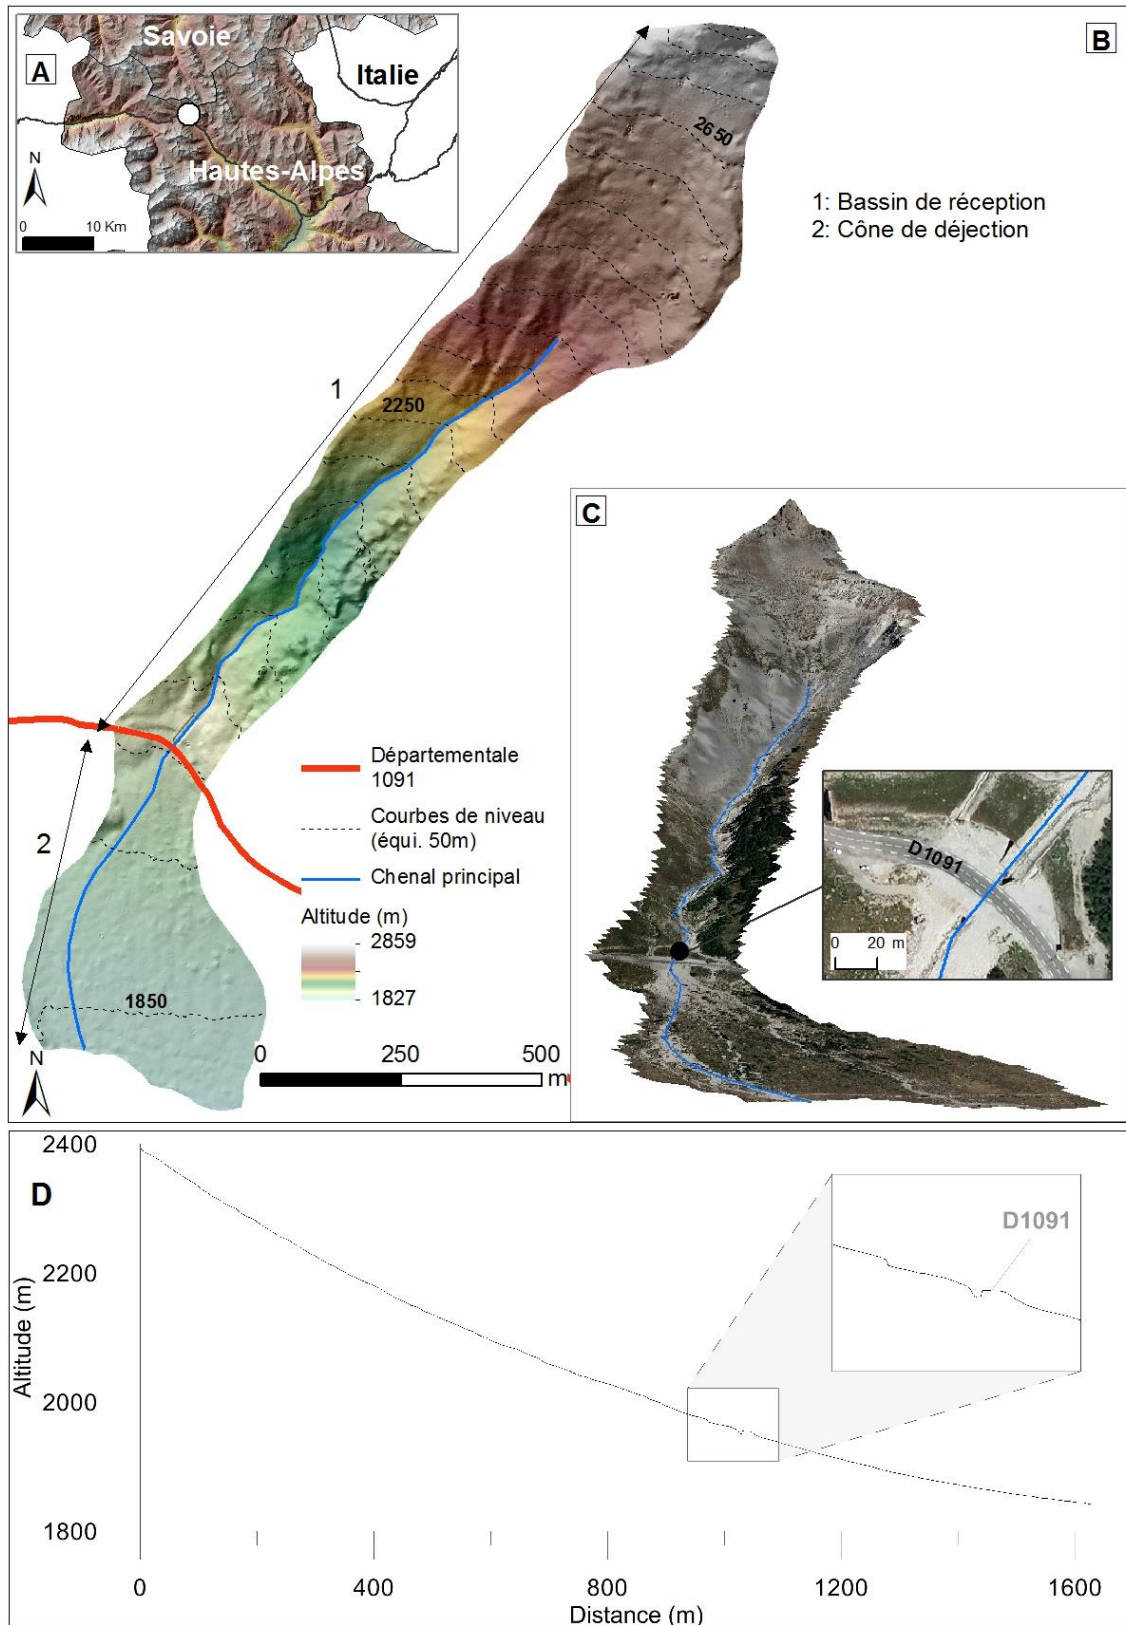 A
Savoie
Italie
Hautes-Alpes
N
0 10 Km
B
2650
1: Bassin de réception
2: Cône de déjection
1
2250
2
1850
Départementale
1091
Courbes de niveau
(équi. 50m)
Chenal principal
Altitude (m)
2859
1827
N
0 250 500
m
C
D1091
0 20 m
D
2400
2200
2000
1800
Altitude (m)
D1091
0 400 800 1200 1600
Distance (m)